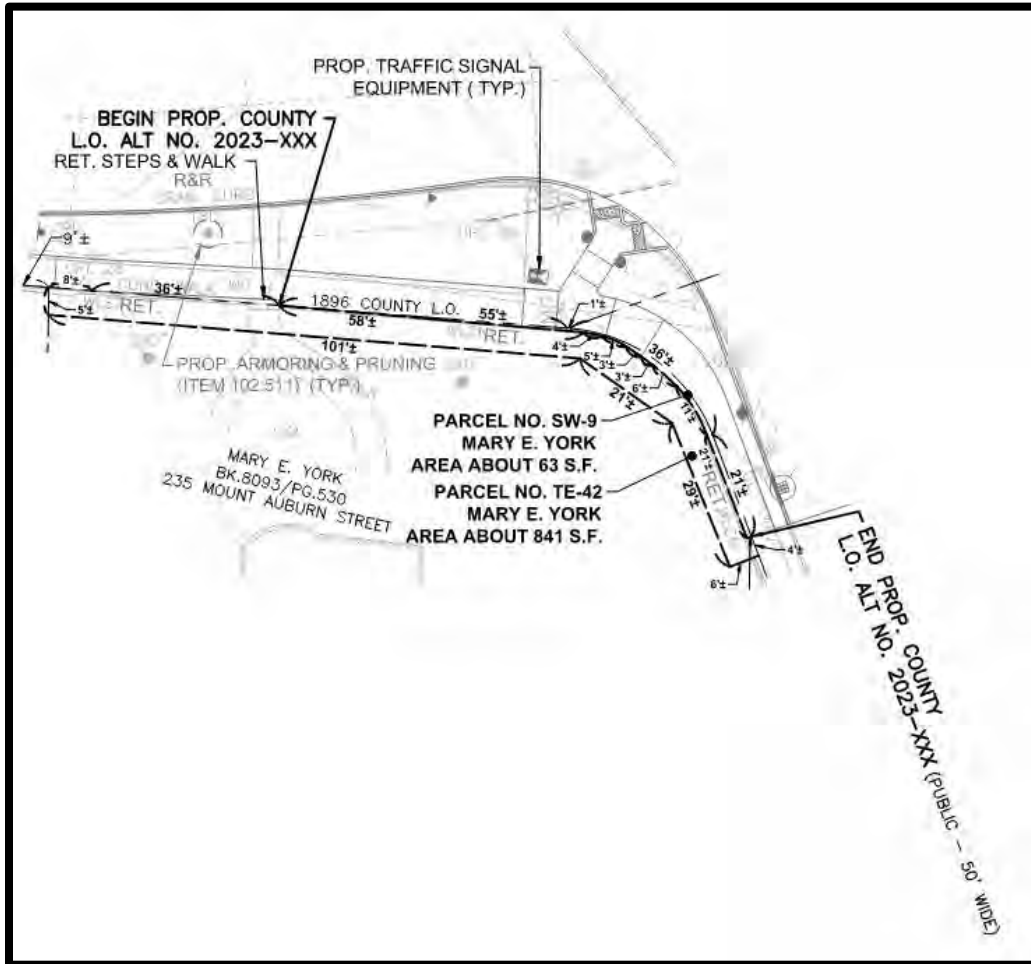 PROP. TRAFFIC SIGNAL
EQUIPMENT ( TYP.)
BEGIN PROP. COUNTY
L.O. ALT NO. 2023-XXX
RET. STEPS & WALK
R&R
9'±
8'±
36'±
RET.
5'±
1896 COUNTY L.O.
58'±
55'±
RET.
101'±
1'±
4'±
5'±
3'±
3'±
6'±
36'±
PROP. ARMORING & PRUNING
(ITEM 102.511) (TYP.)
21'±
11'±
PARCEL NO. SW-9
MARY E. YORK
AREA ABOUT 63 S.F.
PARCEL NO. TE-42
MARY E. YORK
AREA ABOUT 841 S.F.
21'±
21'±
RET.
29'±
MARY E. YORK
BK.8093/PG.530
235 MOUNT AUBURN STREET
4'±
6'±
END PROP. COUNTY
L.O. ALT NO. 2023-XXX
(PUBLIC - 50' WIDE)